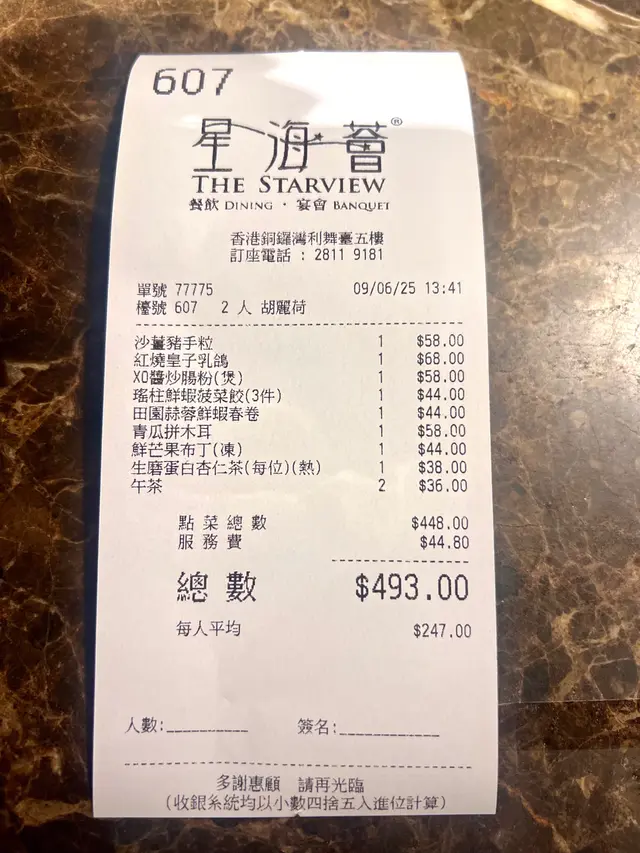 607
星海薈®
THE STARVIEW
餐飲 DINING · 宴會 BANQUET
香港銅鑼灣利舞臺五樓
訂座電話 : 2811 9181
單號 77775 09/06/25 13:41
檯號 607 2 人 胡麗荷
沙薑豬手粒 1 $58.00
紅燒皇子乳鴿 1 $68.00
XO醬炒腸粉(煲) 1 $58.00
瑤柱鮮蝦菠菜餃(3件) 1 $44.00
田園蒜蓉鮮蝦春卷 1 $44.00
青瓜拼木耳 1 $58.00
鮮芒果布丁(凍) 1 $44.00
生磨蛋白杏仁茶(每位)(熱) 1 $38.00
午茶 2 $36.00
點菜總數 $448.00
服務費 $44.80
總數 $493.00
每人平均 $247.00
人數:__________ 簽名:____________
多謝惠顧 請再光臨
(收銀系統均以小數四捨五入進位計算)